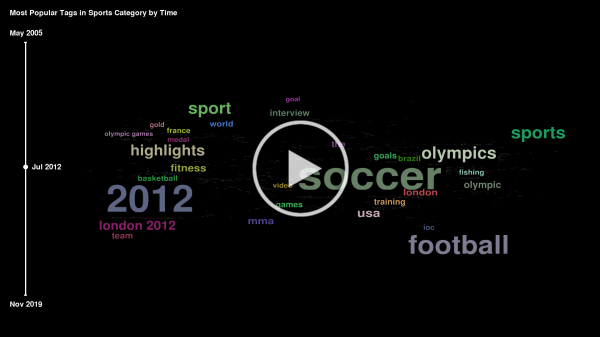 Most Popular Tags in Sports Category by Time
May 2005
goal
sport
interview
gold
world
france
olympic games
sports
medal
the
highlights
olympics
goals
brazil
fitness
fishing
Jul 2012
soccer
basketball
video
olympic
london
2012
training
games
usa
mma
london 2012
ioc
team
football
Nov 2019